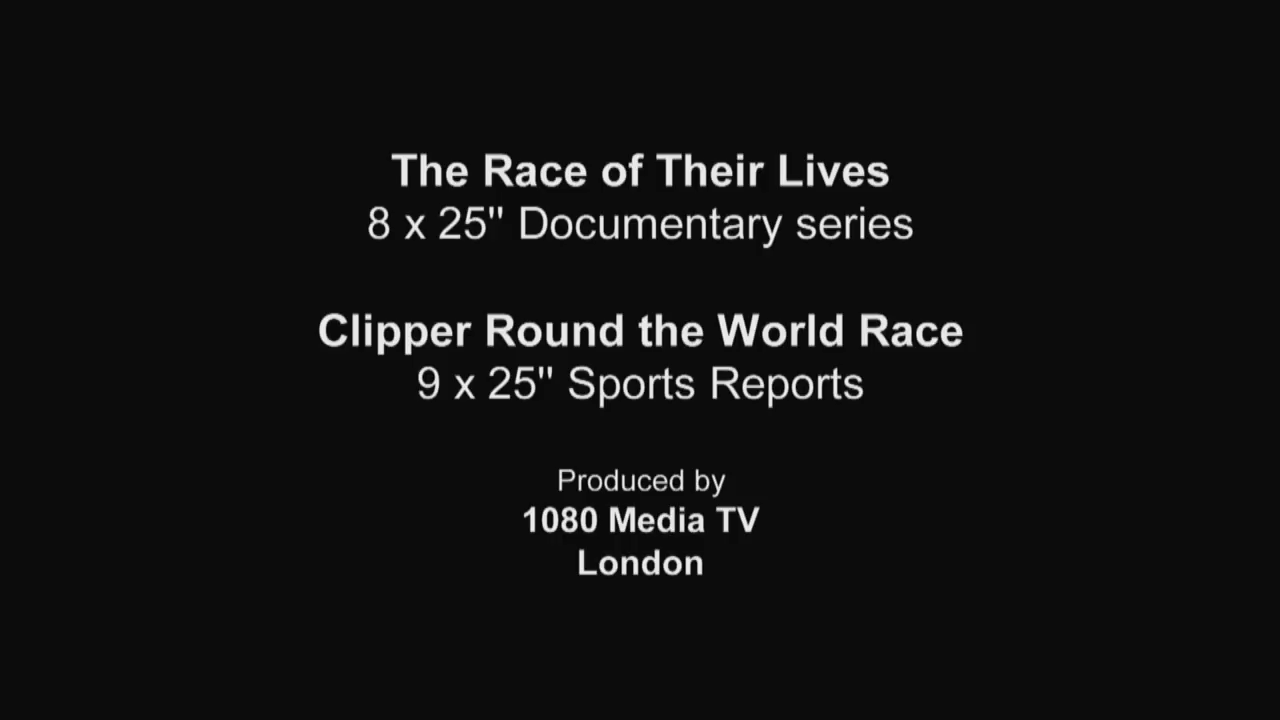 The Race of Their Lives
8 x 25" Documentary series
Clipper Round the World Race
9 x 25" Sports Reports
Produced by
1080 Media TV
London